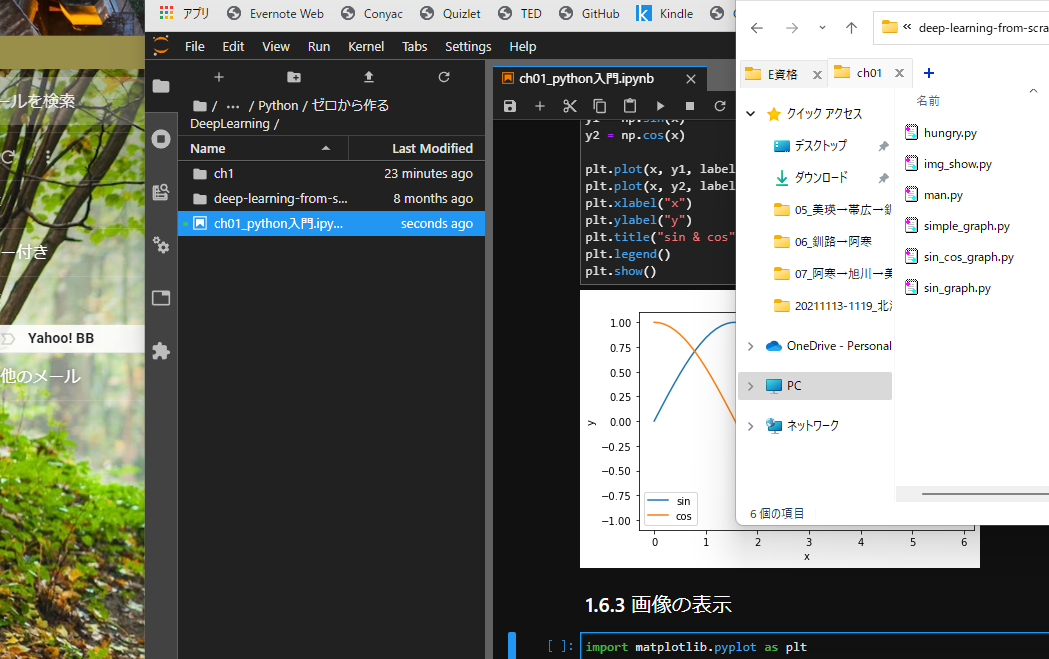 アプリ
Evernote Web
Conyac
Quizlet
TED
GitHub
Kindle
File Edit View Run Kernel Tabs Settings Help
/ … / Python / ゼロから作る
DeepLearning /
Name Last Modified
ch1 23 minutes ago
deep-learning-from-s... 8 months ago
ch01_python入門.ipy... seconds ago
ールを検索
ー付き
Yahoo! BB
他のメール
ch01_python入門.ipynb
y1 = np.sin(x)
y2 = np.cos(x)
plt.plot(x, y1, label
plt.plot(x, y2, label
plt.xlabel("x")
plt.ylabel("y")
plt.title("sin & cos"
plt.legend()
plt.show()
1.00
0.75
0.50
0.25
0.00
−0.25
−0.50
−0.75
−1.00
y
sin
cos
0 1 2 3 4 5 6
x
1.6.3 画像の表示
[ ]: import matplotlib.pyplot as plt
« deep-learning-from-scra
E資格
ch01
名前
クイック アクセス
デスクトップ
ダウンロード
05_美瑛→帯広→
06_釧路→阿寒
07_阿寒→旭川→美
20211113-1119_北
OneDrive - Personal
PC
ネットワーク
hungry.py
img_show.py
man.py
simple_graph.py
sin_cos_graph.py
sin_graph.py
6 個の項目